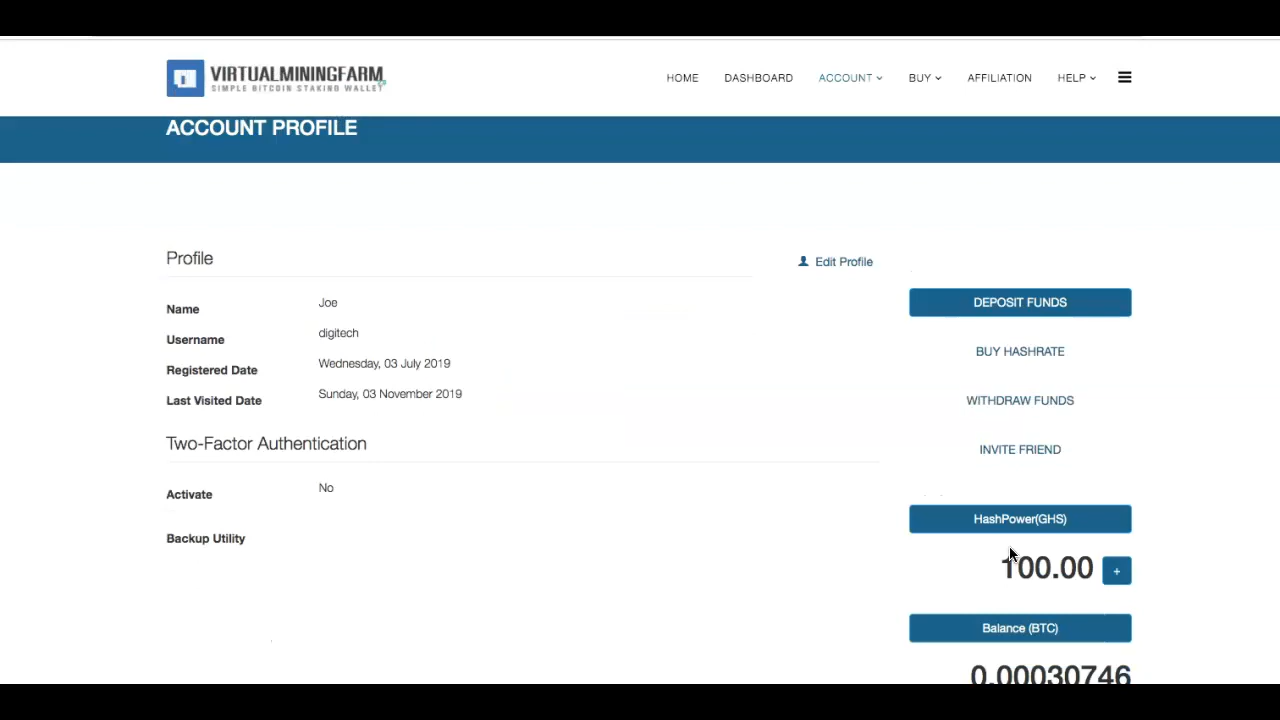 VIRTUALMININGFARM
SIMPLE BITCOIN STAKING WALLET
HOME DASHBOARD ACCOUNT BUY AFFILIATION HELP
ACCOUNT PROFILE
Profile
Edit Profile
Name Joe
Username digitech
Registered Date Wednesday, 03 July 2019
Last Visited Date Sunday, 03 November 2019
Two-Factor Authentication
Activate No
Backup Utility
DEPOSIT FUNDS
BUY HASHRATE
WITHDRAW FUNDS
INVITE FRIEND
HashPower(GHS)
100.00 +
Balance (BTC)
0.00030746